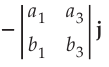 − | a₁ a₃ |
| b₁ b₃ | j